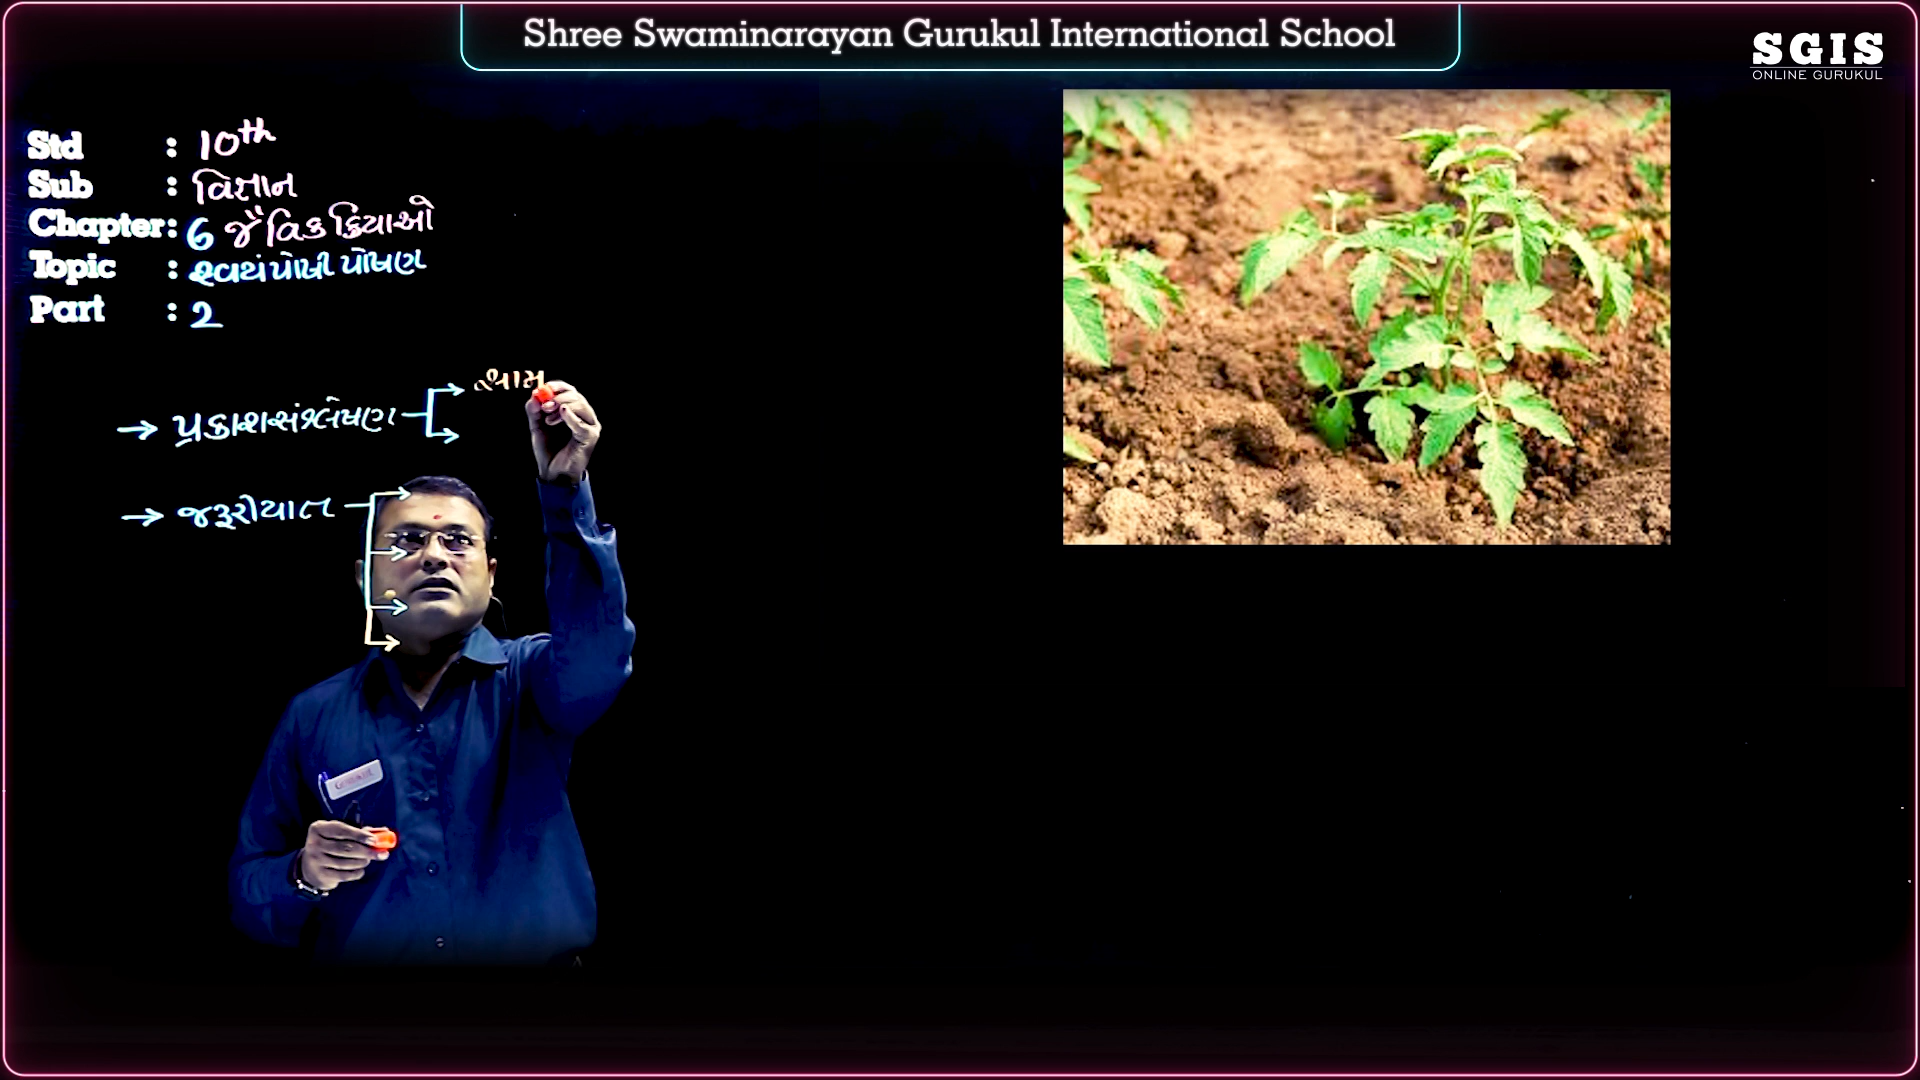 Shree Swaminarayan Gurukul International School
SGIS
ONLINE GURUKUL
Std : 10th
Sub : વિજ્ઞાન
Chapter : 6 જૈવિક ક્રિયાઓ
Topic : સ્વયંપોષી પોષણ
Part : 2
→ પ્રકાશસંશ્લેષણ
→ જરૂરીયાત